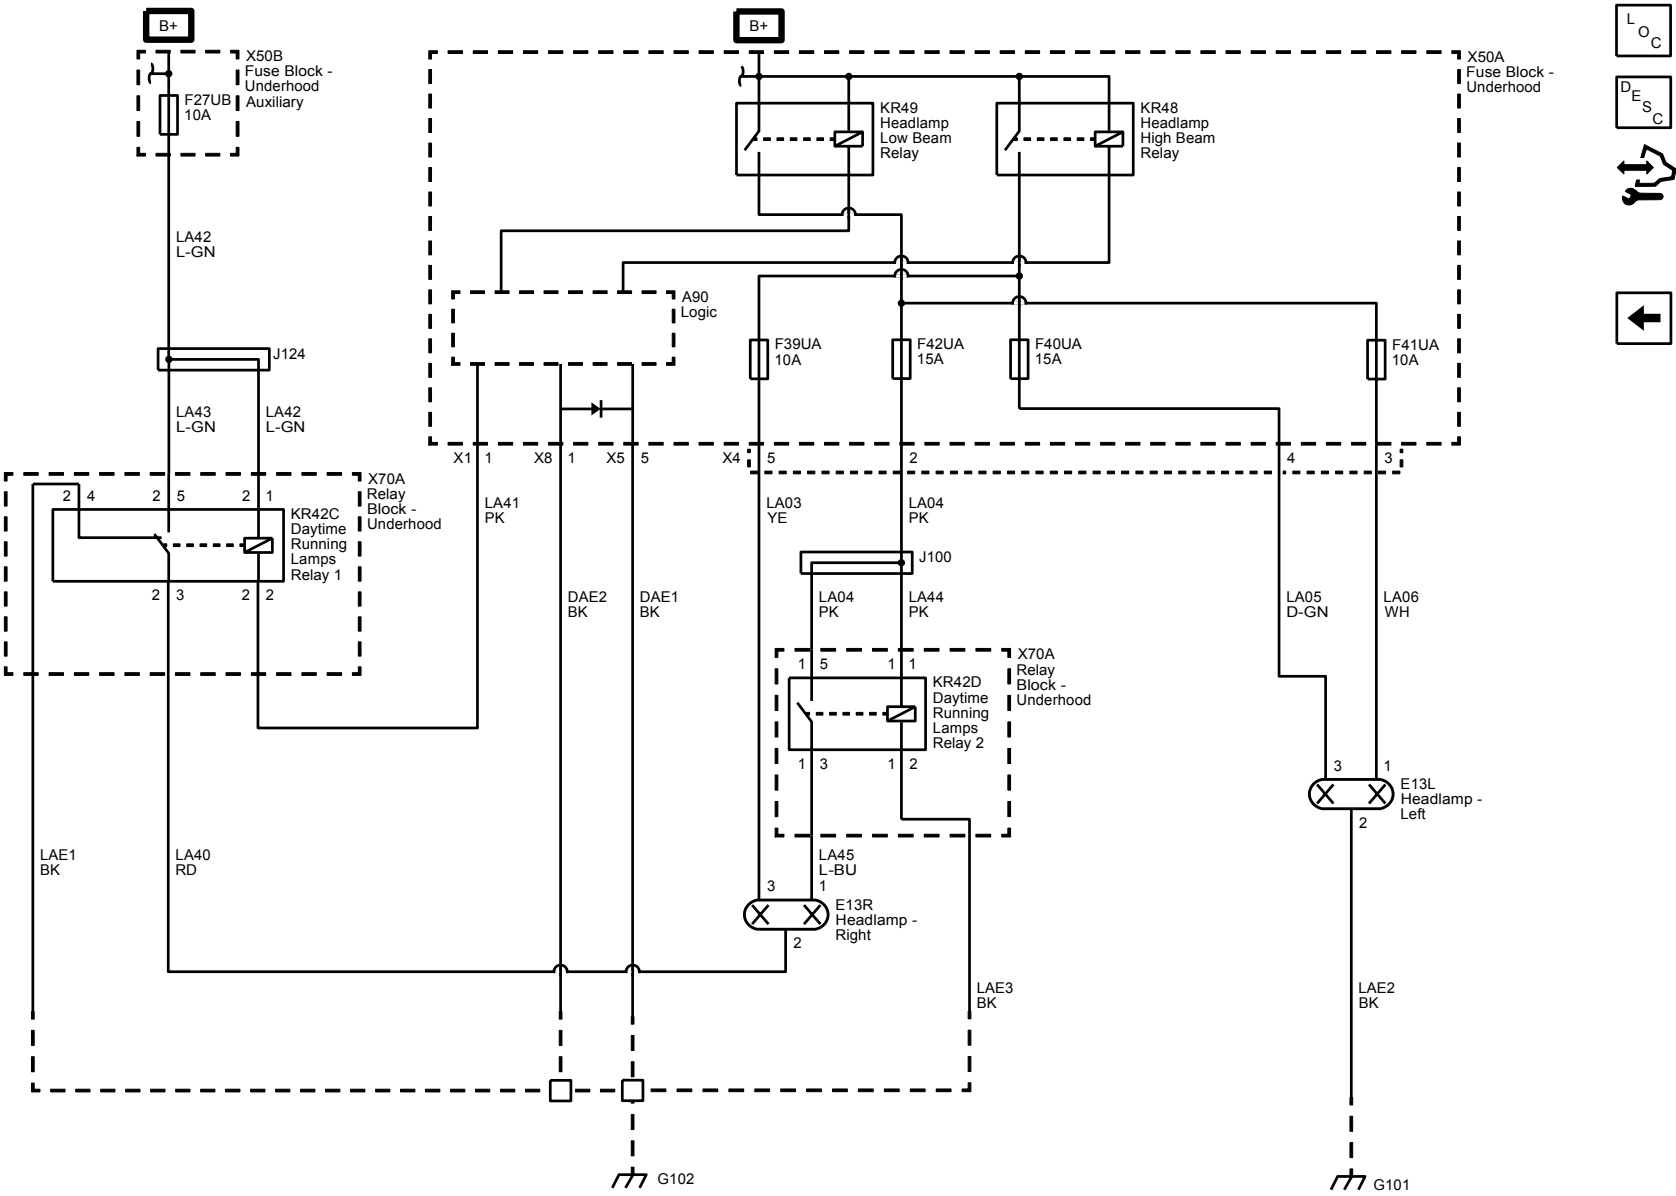 B+
B+
L
O
C
X50B
Fuse Block -
Underhood
Auxiliary
F27UB
10A
X50A
Fuse Block -
Underhood
D
E
S
C
KR49
Headlamp
Low Beam
Relay
KR48
Headlamp
High Beam
Relay
LA42
L-GN
A90
Logic
J124
F39UA
10A
F42UA
15A
F40UA
15A
F41UA
10A
LA43
L-GN
LA42
L-GN
X1 1
X8 1
X5 5
X4 5
2
4
3
X70A
Relay
Block -
Underhood
2 4
2 5
2 1
KR42C
Daytime
Running
Lamps
Relay 1
2 3
2 2
LA41
PK
LA03
YE
LA04
PK
J100
DAE2
BK
DAE1
BK
LA04
PK
LA44
PK
LA05
D-GN
LA06
WH
X70A
Relay
Block -
Underhood
1 5
1 1
KR42D
Daytime
Running
Lamps
Relay 2
1 3
1 2
3
1
E13L
Headlamp -
Left
2
LAE1
BK
LA40
RD
LA45
L-BU
3
1
E13R
Headlamp -
Right
2
LAE3
BK
LAE2
BK
G102
G101